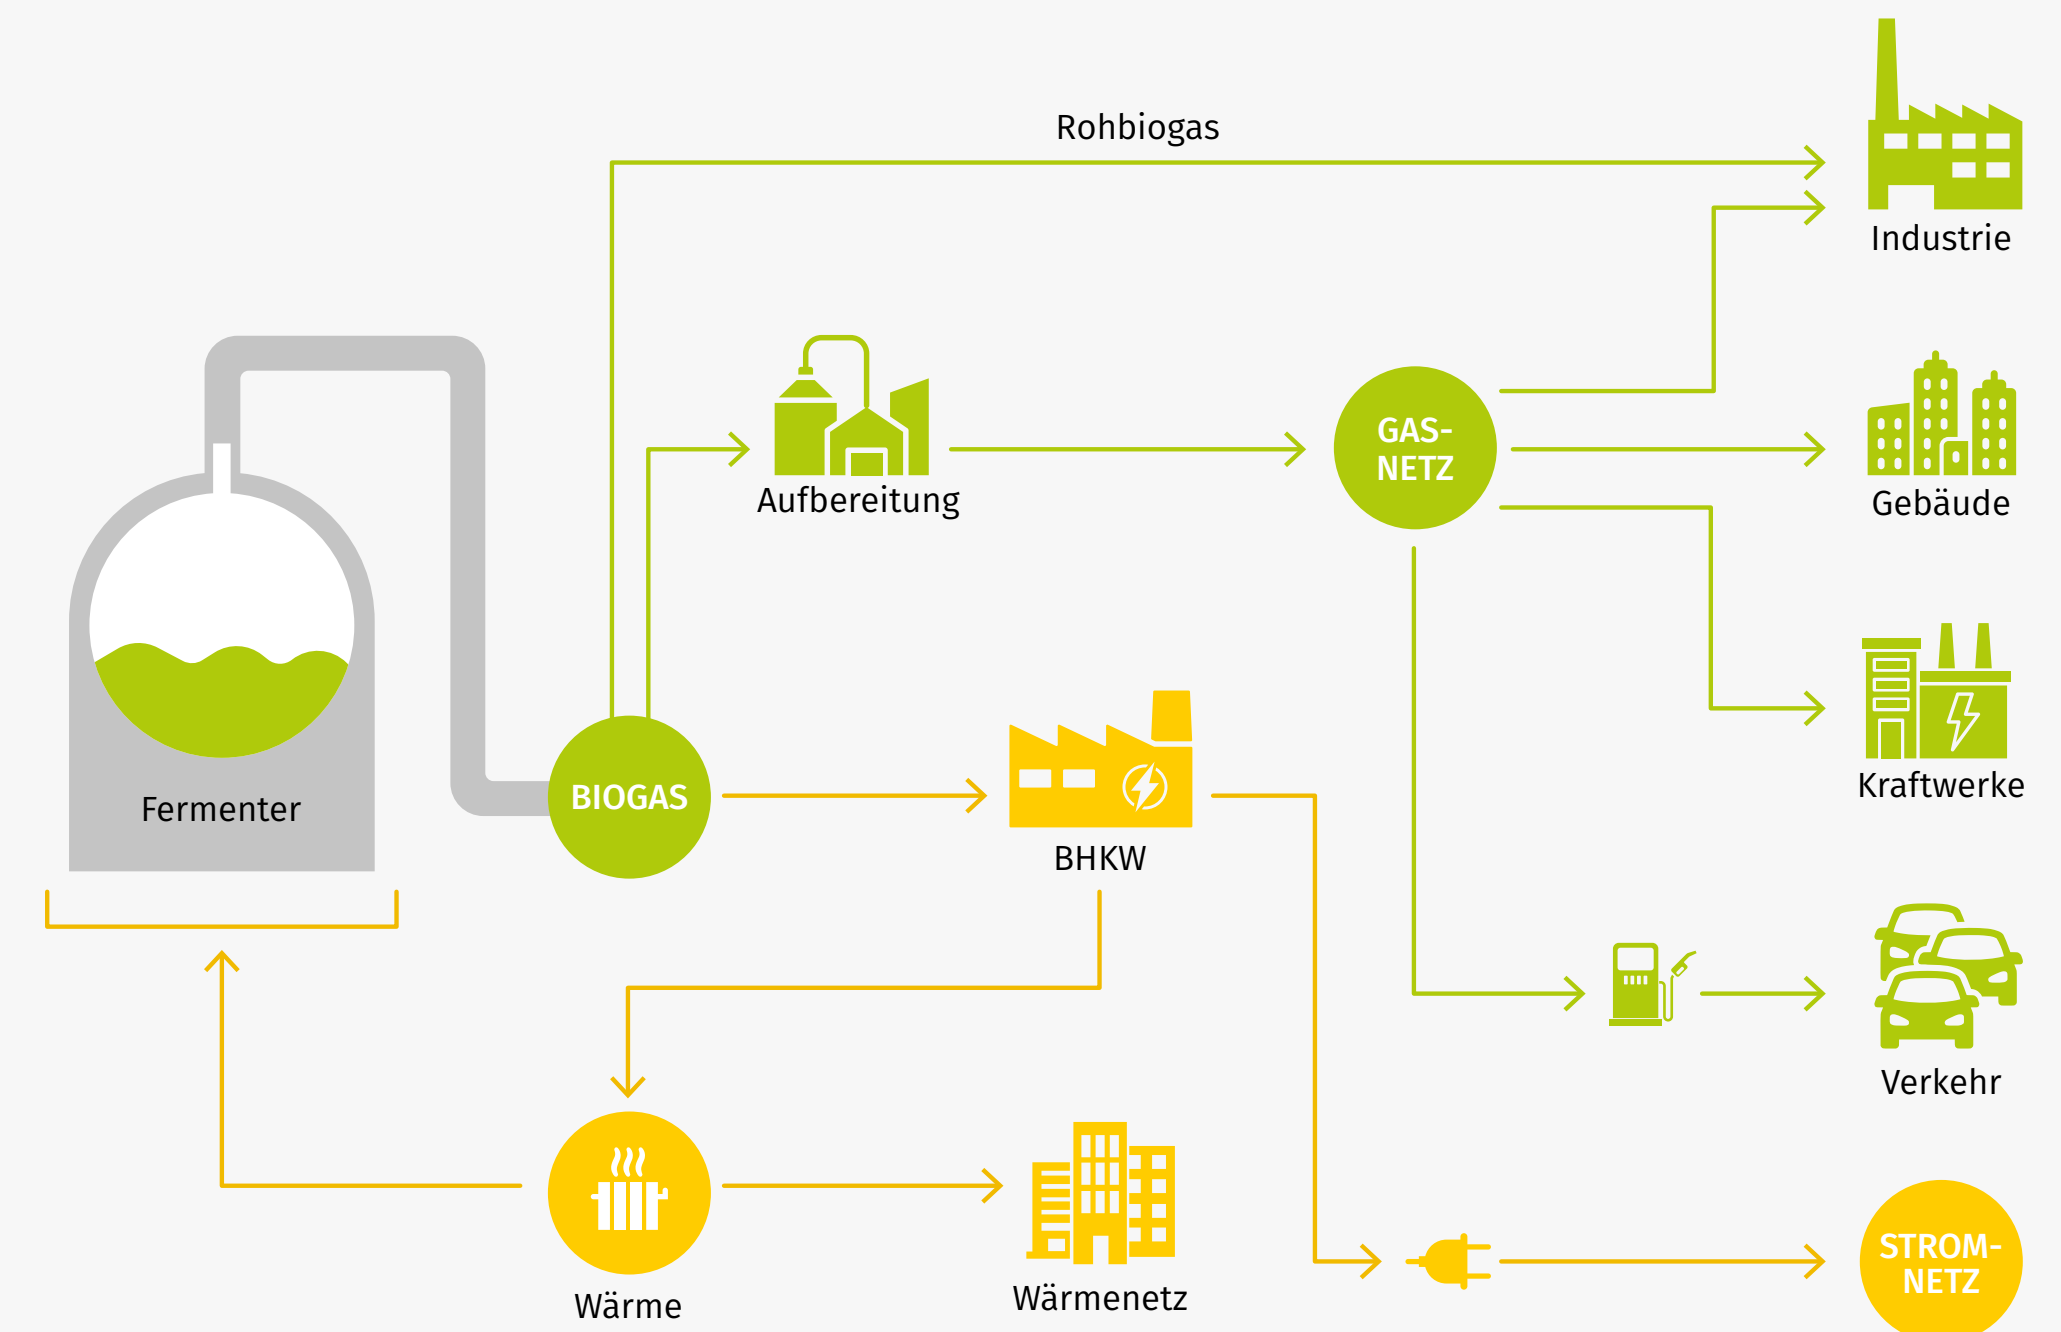 Rohbiogas
Industrie
Aufbereitung
GAS-
NETZ
Gebäude
Fermenter
BIOGAS
BHKW
Kraftwerke
Verkehr
Wärme
Wärmenetz
STROM-
NETZ